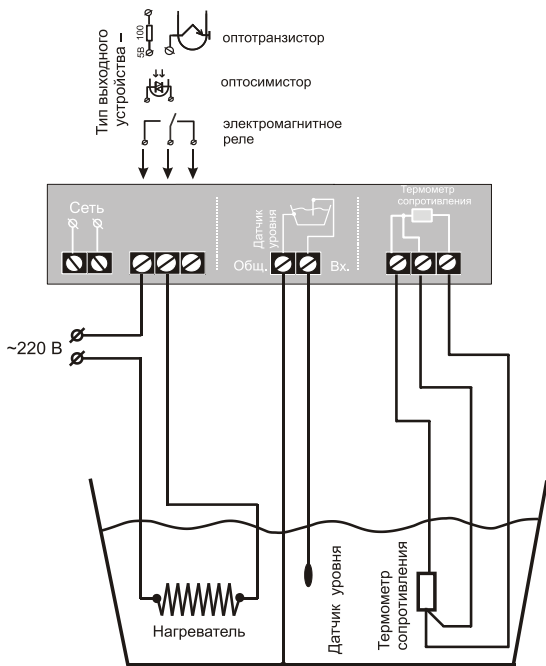 Тип выходного
устройства –
5В 100
оптотранзистор
оптосимистор
электромагнитное
реле
Сеть
Датчик
уровня
Термометр
сопротивления
Общ.
Вх.
~220 В
Нагреватель
Датчик уровня
Термометр
сопротивления